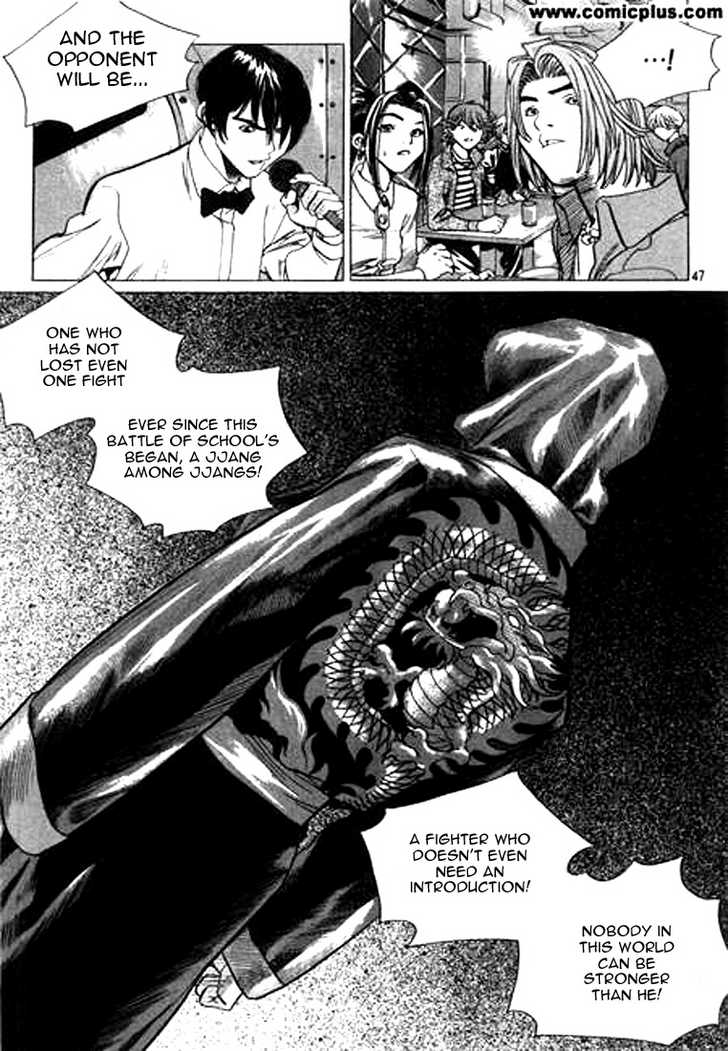 www.comicplus.com
AND THE
OPPONENT
WILL BE...
...!
47
ONE WHO
HAS NOT
LOST EVEN
ONE FIGHT
EVER SINCE THIS
BATTLE OF SCHOOL'S
BEGAN, A JJANG
AMONG JJANGS!
A FIGHTER WHO
DOESN'T EVEN
NEED AN
INTRODUCTION!
NOBODY IN
THIS WORLD
CAN BE
STRONGER
THAN HE!